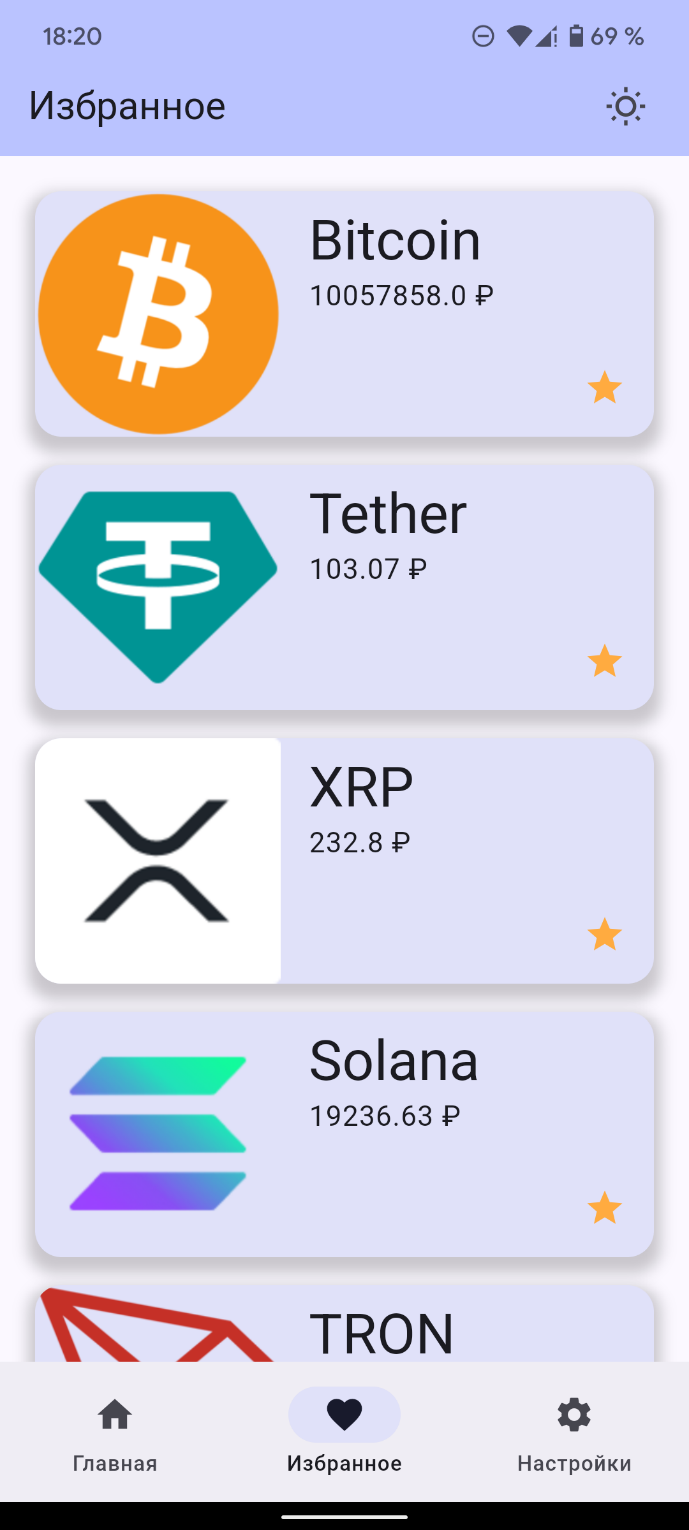 18:20
69 %
Избранное
Bitcoin
10057858.0 ₽
Tether
103.07 ₽
XRP
232.8 ₽
Solana
19236.63 ₽
TRON
Главная
Избранное
Настройки